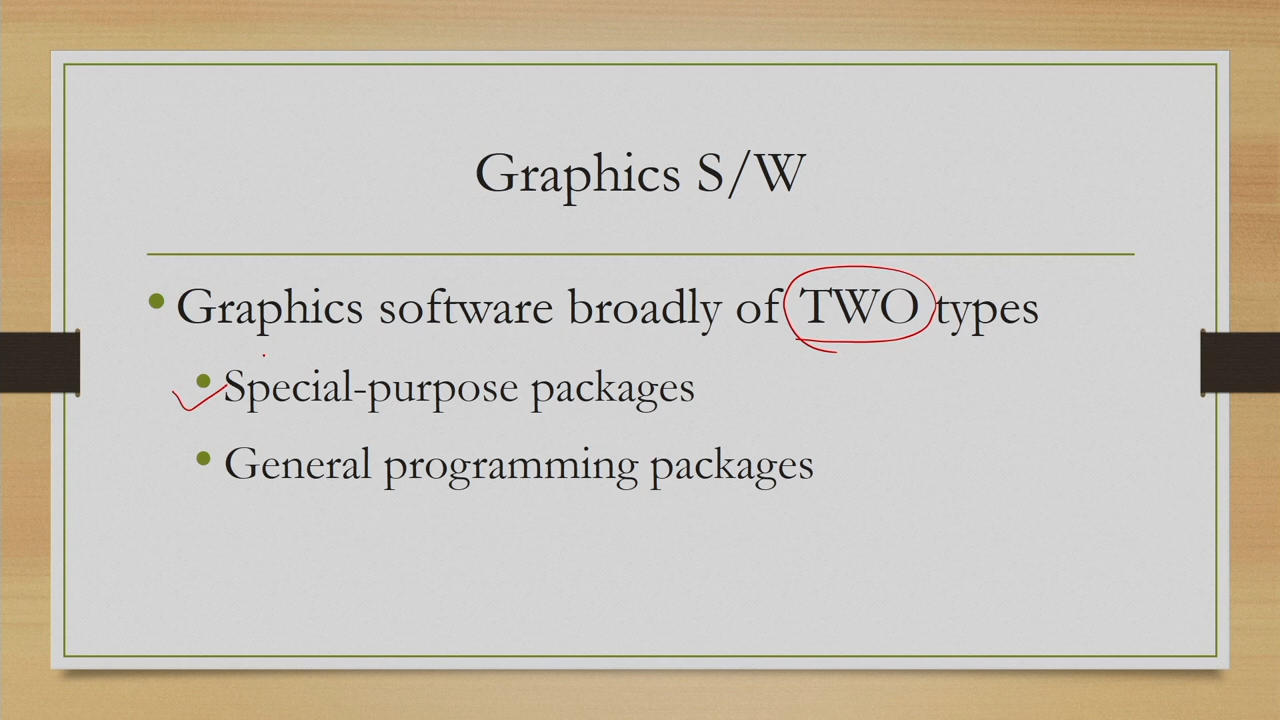 Graphics S/W
Graphics software broadly of TWO types
Special-purpose packages
General programming packages